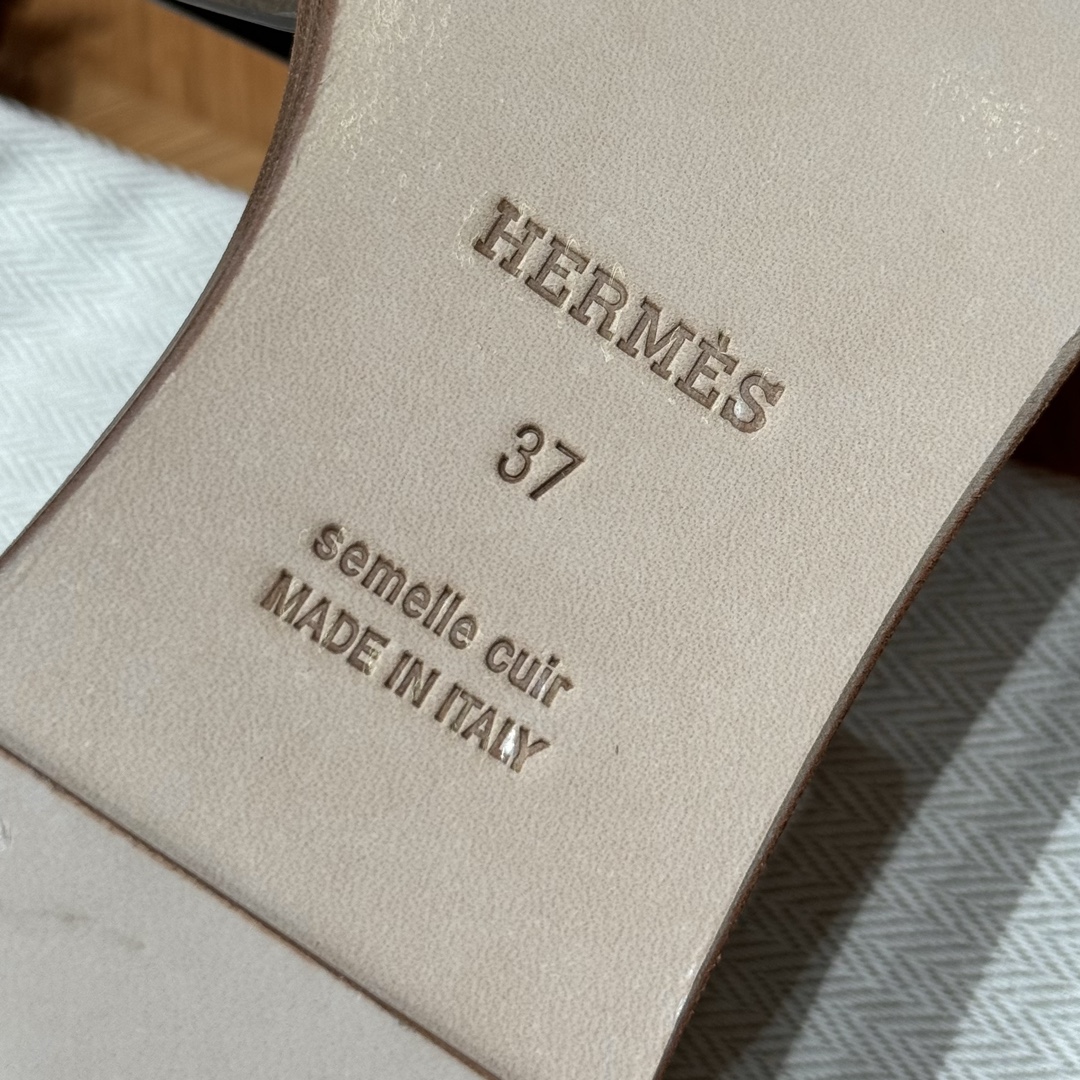 HERMÈS
37
semelle cuir
MADE IN ITALY